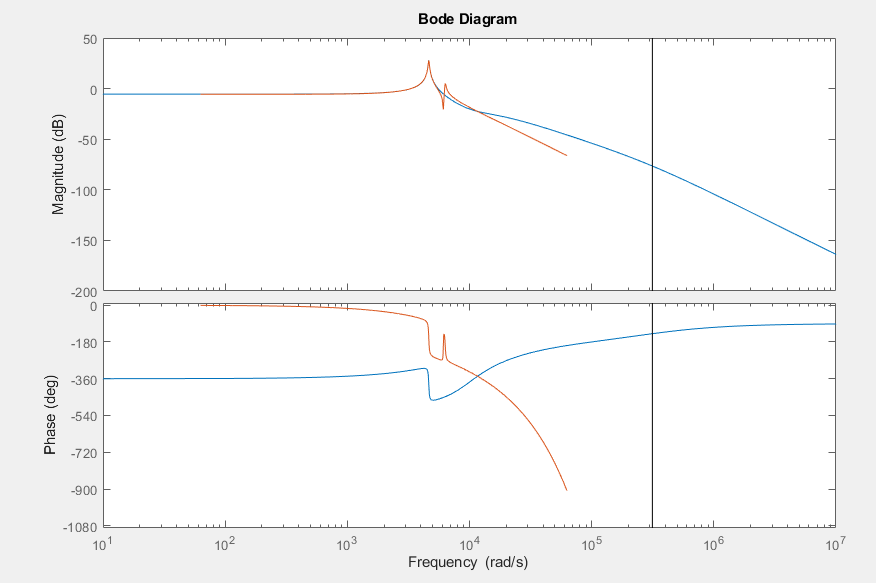 Bode Diagram
50
0
-50
-100
-150
-200
Magnitude (dB)
0
-180
-360
-540
-720
-900
-1080
Phase (deg)
10^1 10^2 10^3 10^4 10^5 10^6 10^7
Frequency (rad/s)